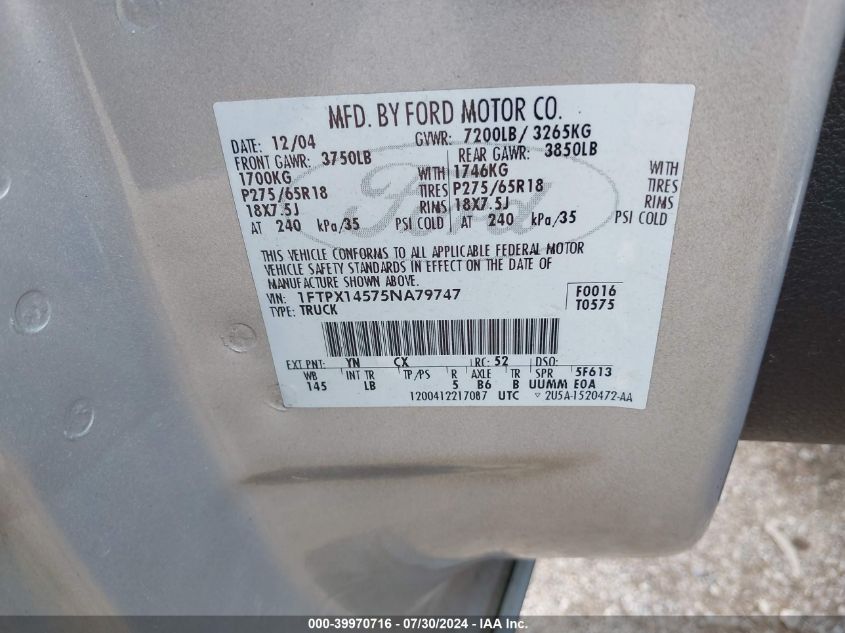 MFD. BY FORD MOTOR CO.
DATE: 12/04 GVWR: 7200LB/ 3265KG
FRONT GAWR: 3750LB REAR GAWR: 3850LB
1700KG WITH 1746KG WITH
P275/65R18 TIRES P275/65R18 TIRES
18X7.5J RIMS 18X7.5J RIMS
AT 240 kPa/35 PSI COLD AT 240 kPa/35 PSI COLD
Ford
THIS VEHICLE CONFORMS TO ALL APPLICABLE FEDERAL MOTOR
VEHICLE SAFETY STANDARDS IN EFFECT ON THE DATE OF
MANUFACTURE SHOWN ABOVE.
VIN: 1FTPX14575NA79747 F0016
TYPE: TRUCK T0575
EXT PNT: YN CX RC: 52 DSO:
WB INT TR TP/PS R AXLE TR SPR 5F613
145 LB 5 B6 B UUMM E0A
1200412217087 UTC ▽ 2U5A-1520472-AA
000-39970716 / 07/30/2024 / IAA Inc.